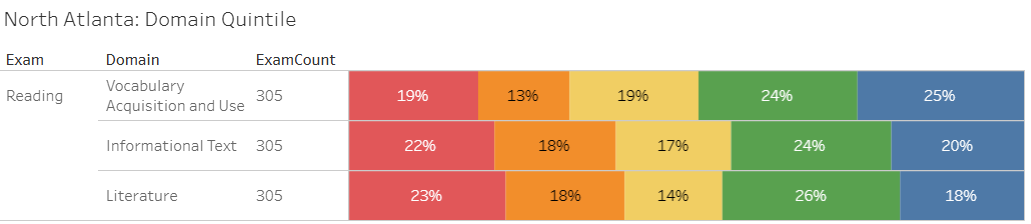 North Atlanta: Domain Quintile
Exam Domain ExamCount
Reading Vocabulary Acquisition and Use 305 19% 13% 19% 24% 25%
Informational Text 305 22% 18% 17% 24% 20%
Literature 305 23% 18% 14% 26% 18%